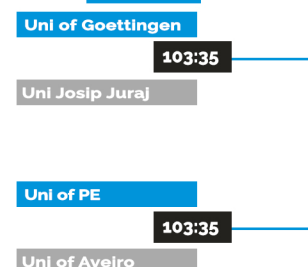 Uni of Goettingen
103:35
Uni Josip Juraj
Uni of PE
103:35
Uni of Aveiro